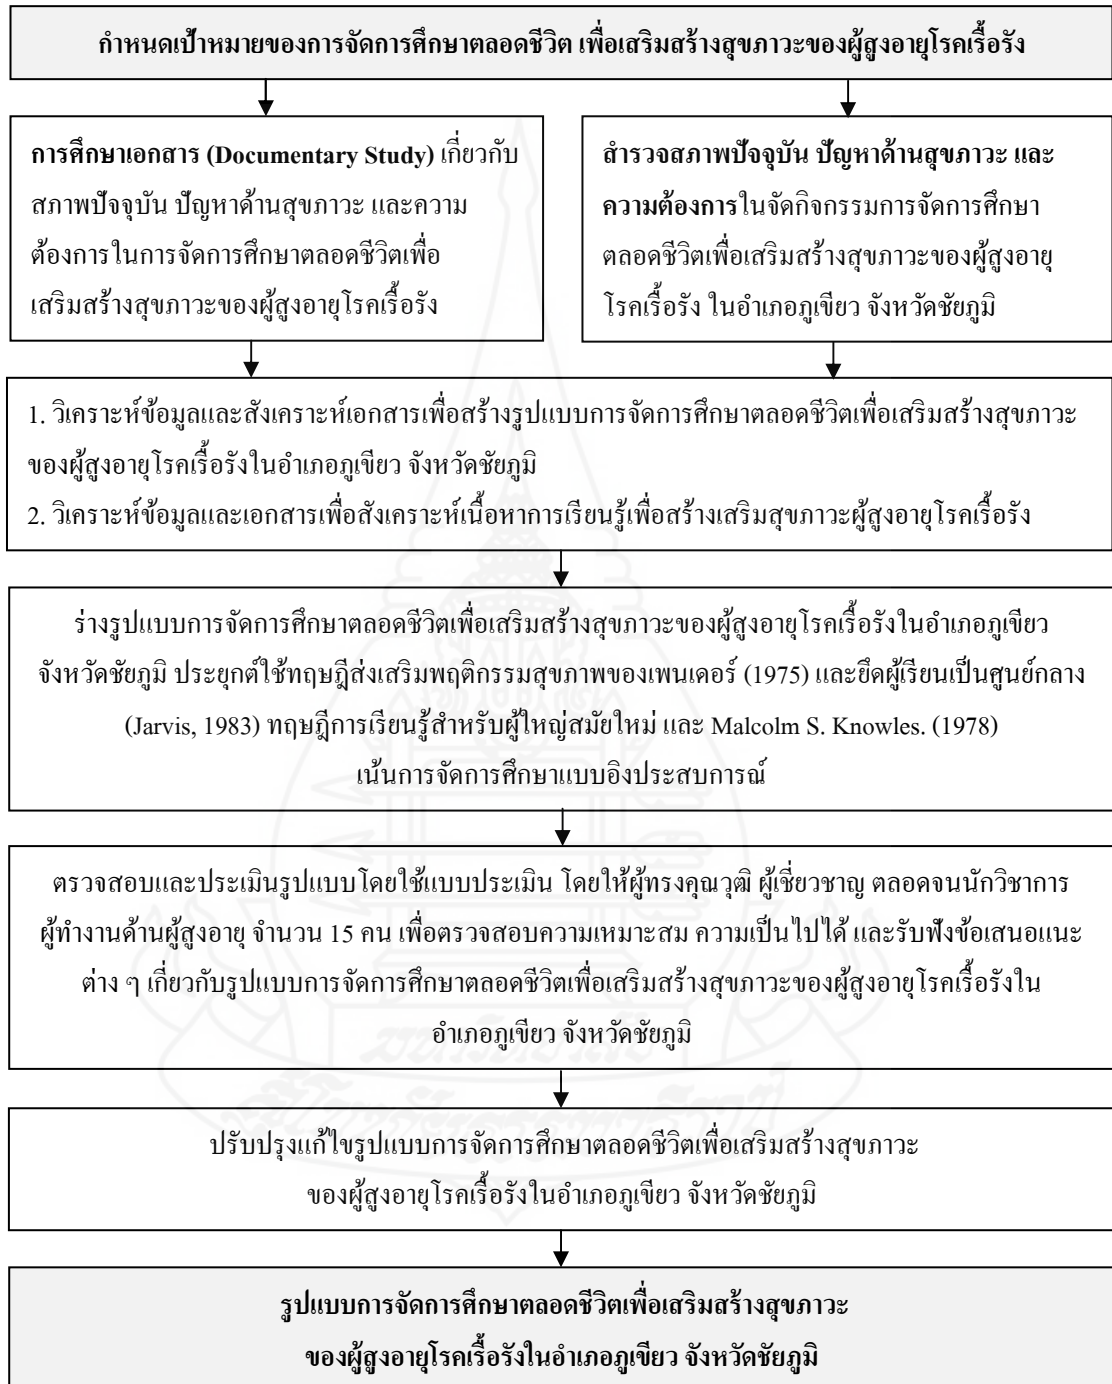 กำหนดเป้าหมายของการจัดการศึกษาตลอดชีวิต เพื่อเสริมสร้างสุขภาวะของผู้สูงอายุโรคเรื้อรัง
การศึกษาเอกสาร (Documentary Study) เกี่ยวกับ
สภาพปัจจุบัน ปัญหาด้านสุขภาวะ และความ
ต้องการในการจัดการศึกษาตลอดชีวิตเพื่อ
เสริมสร้างสุขภาวะของผู้สูงอายุโรคเรื้อรัง
สำรวจสภาพปัจจุบัน ปัญหาด้านสุขภาวะ และ
ความต้องการในจัดกิจกรรมการจัดการศึกษา
ตลอดชีวิตเพื่อเสริมสร้างสุขภาวะของผู้สูงอายุ
โรคเรื้อรัง ในอำเภอภูเขียว จังหวัดชัยภูมิ
1. วิเคราะห์ข้อมูลและสังเคราะห์เอกสารเพื่อสร้างรูปแบบการจัดการศึกษาตลอดชีวิตเพื่อเสริมสร้างสุขภาวะ
ของผู้สูงอายุโรคเรื้อรังในอำเภอภูเขียว จังหวัดชัยภูมิ
2. วิเคราะห์ข้อมูลและเอกสารเพื่อสังเคราะห์เนื้อหาการเรียนรู้เพื่อสร้างเสริมสุขภาวะผู้สูงอายุโรคเรื้อรัง
ร่างรูปแบบการจัดการศึกษาตลอดชีวิตเพื่อเสริมสร้างสุขภาวะของผู้สูงอายุโรคเรื้อรังในอำเภอภูเขียว
จังหวัดชัยภูมิ ประยุกต์ใช้ทฤษฎีส่งเสริมพฤติกรรมสุขภาพของเพนเดอร์ (1975) และยึดผู้เรียนเป็นศูนย์กลาง
(Jarvis, 1983) ทฤษฎีการเรียนรู้สำหรับผู้ใหญ่สมัยใหม่ และ Malcolm S. Knowles. (1978)
เน้นการจัดการศึกษาแบบอิงประสบการณ์
ตรวจสอบและประเมินรูปแบบโดยใช้แบบประเมิน โดยให้ผู้ทรงคุณวุฒิ ผู้เชี่ยวชาญ ตลอดจนนักวิชาการ
ผู้ทำงานด้านผู้สูงอายุ จำนวน 15 คน เพื่อตรวจสอบความเหมาะสม ความเป็นไปได้ และรับฟังข้อเสนอแนะ
ต่าง ๆ เกี่ยวกับรูปแบบการจัดการศึกษาตลอดชีวิตเพื่อเสริมสร้างสุขภาวะของผู้สูงอายุโรคเรื้อรังใน
อำเภอภูเขียว จังหวัดชัยภูมิ
มหาวิทยาลัย
สุโขทัยธรรมาธิราช
ปรับปรุงแก้ไขรูปแบบการจัดการศึกษาตลอดชีวิตเพื่อเสริมสร้างสุขภาวะ
ของผู้สูงอายุโรคเรื้อรังในอำเภอภูเขียว จังหวัดชัยภูมิ
รูปแบบการจัดการศึกษาตลอดชีวิตเพื่อเสริมสร้างสุขภาวะ
ของผู้สูงอายุโรคเรื้อรังในอำเภอภูเขียว จังหวัดชัยภูมิ